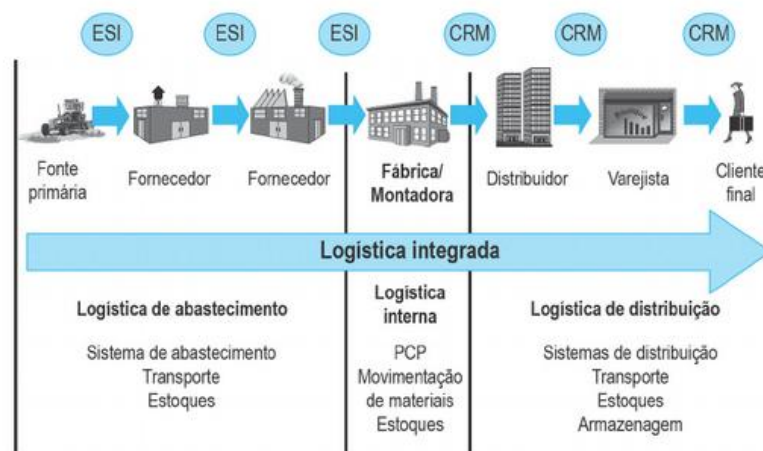 ESI ESI ESI CRM CRM CRM
Fonte primária
Fornecedor
Fornecedor
Fábrica/
Montadora
Distribuidor
Varejista
Cliente
final
Logística integrada
Logística de abastecimento
Sistema de abastecimento
Transporte
Estoques
Logística
interna
PCP
Movimentação
de materiais
Estoques
Logística de distribuição
Sistemas de distribuição
Transporte
Estoques
Armazenagem